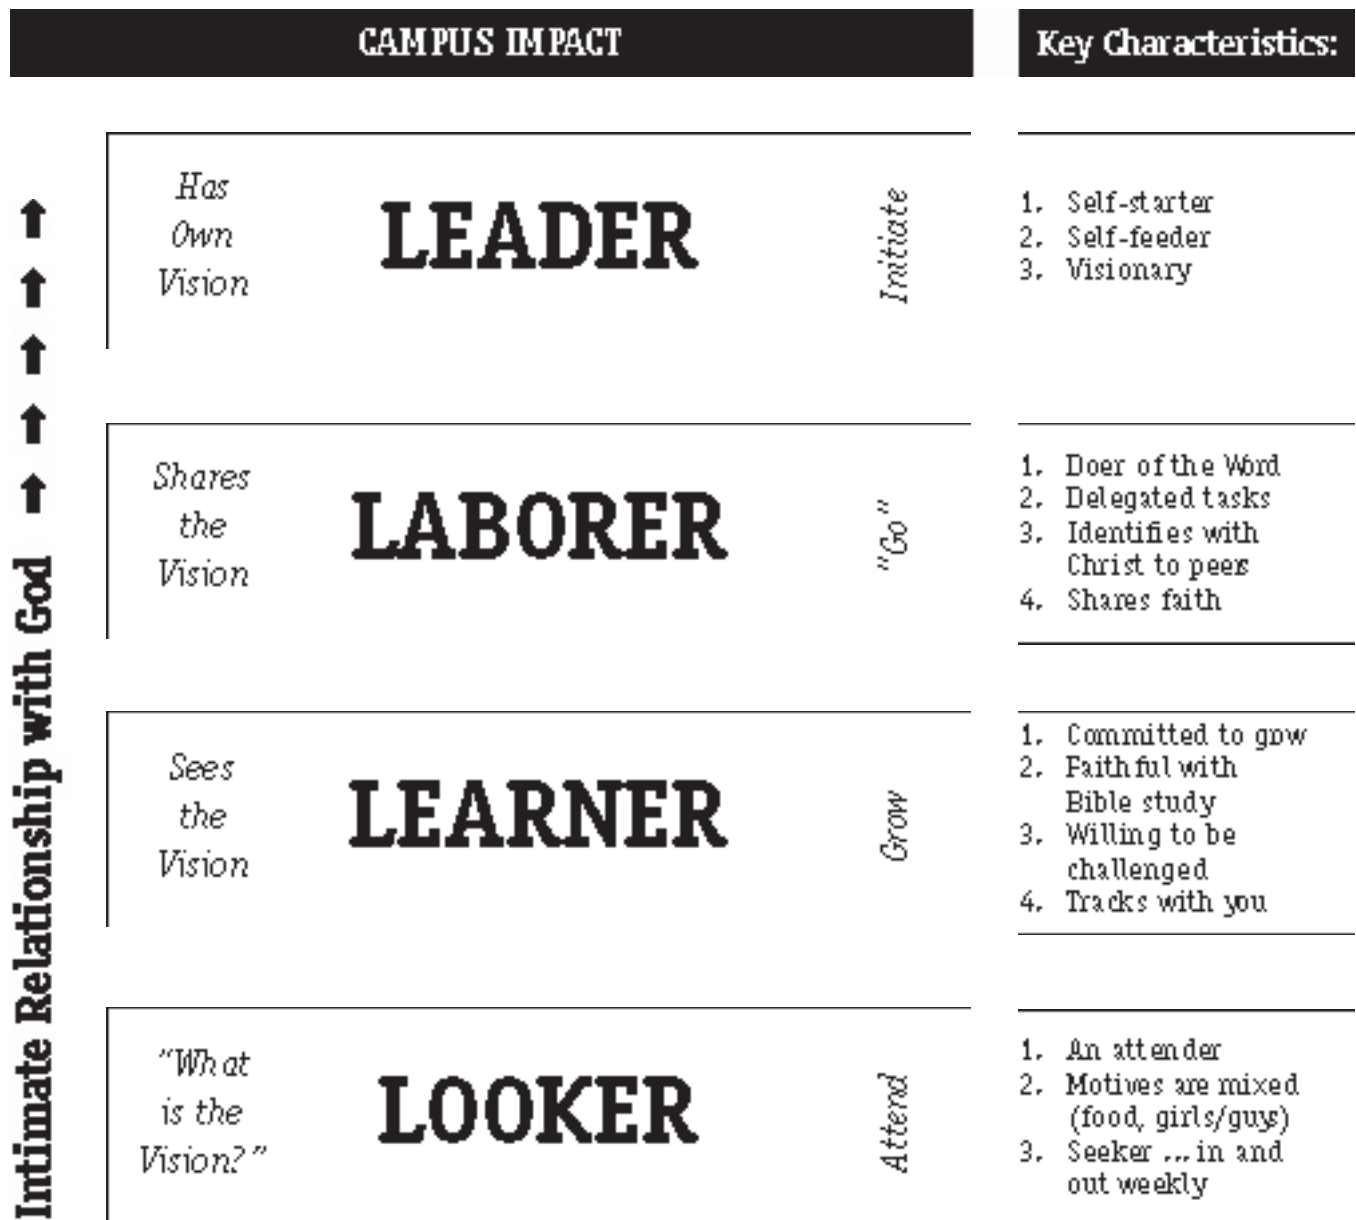 CAMPUS IMPACT
Key Characteristics:
Intimate Relationship with God
Has
Own
Vision
LEADER
Initiate
1. Self-starter
2. Self-feeder
3. Visionary
Shares
the
Vision
LABORER
"Go"
1. Doer of the Word
2. Delegated tasks
3. Identifies with
Christ to peers
4. Shares faith
Sees
the
Vision
LEARNER
Grow
1. Committed to grow
2. Faithful with
Bible study
3. Willing to be
challenged
4. Tracks with you
"What
is the
Vision?"
LOOKER
Attend
1. An attender
2. Motives are mixed
(food, girls/guys)
3. Seeker ... in and
out weekly